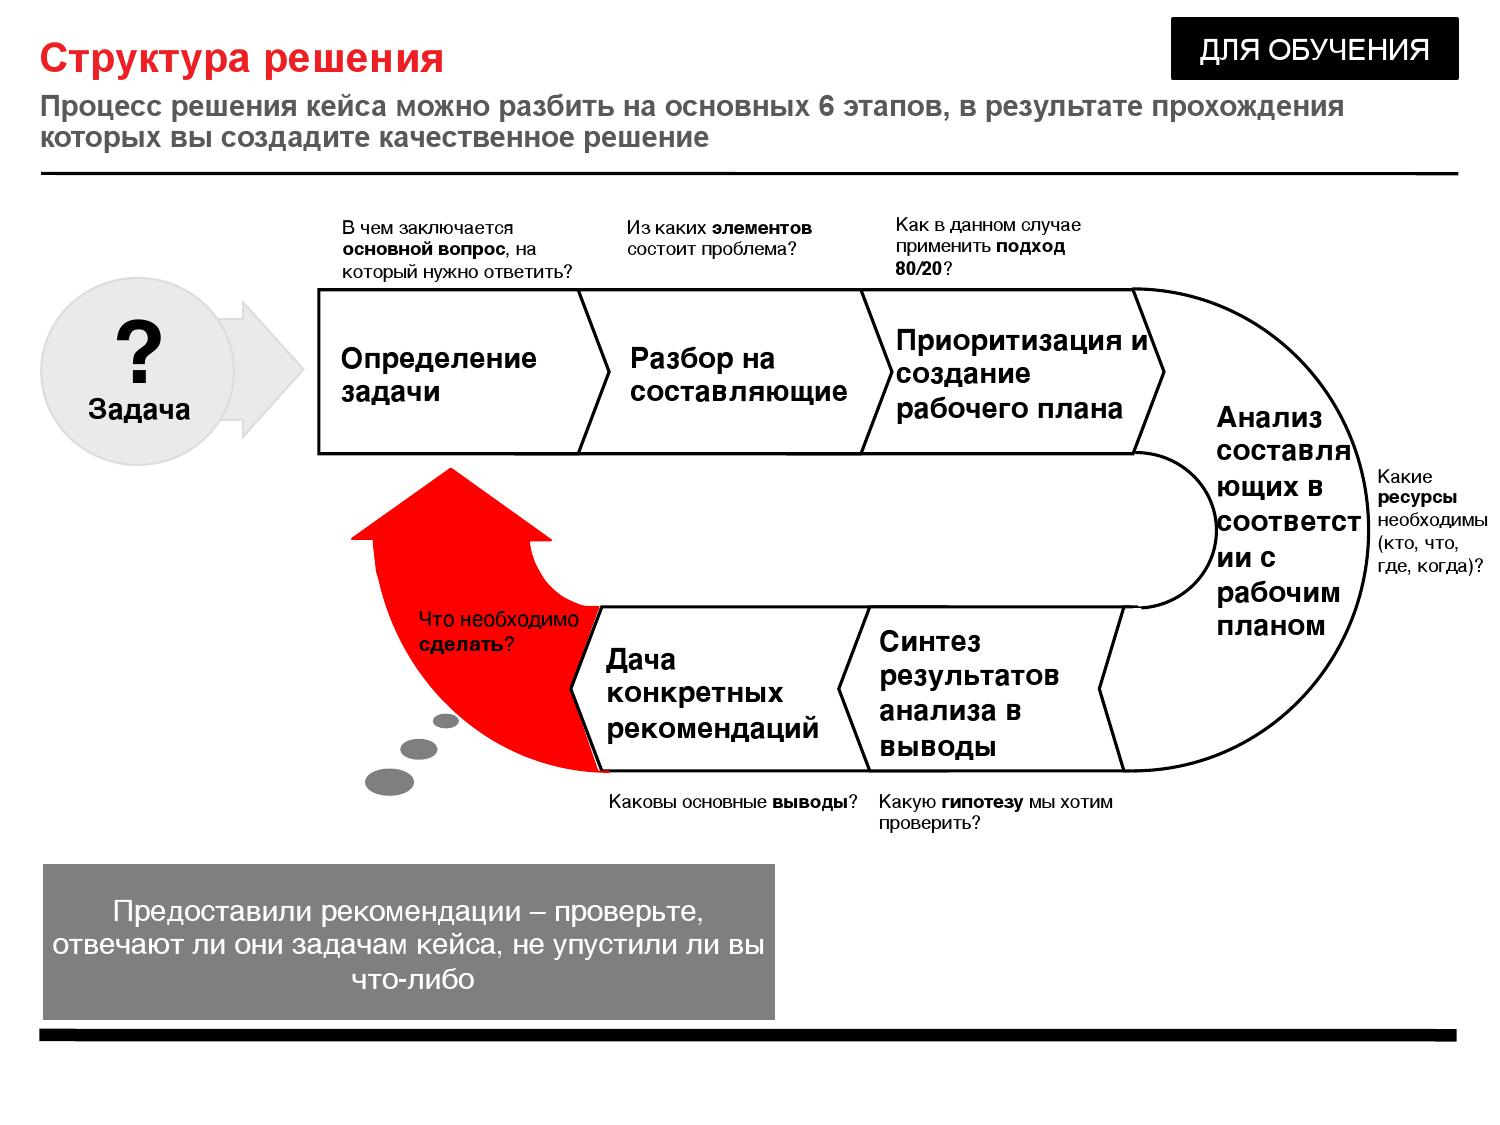 Структура решения
ДЛЯ ОБУЧЕНИЯ
Процесс решения кейса можно разбить на основных 6 этапов, в результате прохождения
которых вы создадите качественное решение
В чем заключается
основной вопрос, на
который нужно ответить?
Из каких элементов
состоит проблема?
Как в данном случае
применить подход
80/20?
?
Задача
Определение
задачи
Разбор на
составляющие
Приоритизация и
создание
рабочего плана
Анализ
составля
ющих в
соответст
ии с
рабочим
планом
Какие
ресурсы
необходимы
(кто, что,
где, когда)?
Что необходимо
сделать?
Дача
конкретных
рекомендаций
Синтез
результатов
анализа в
выводы
Каковы основные выводы?
Какую гипотезу мы хотим
проверить?
Предоставили рекомендации – проверьте,
отвечают ли они задачам кейса, не упустили ли вы
что-либо